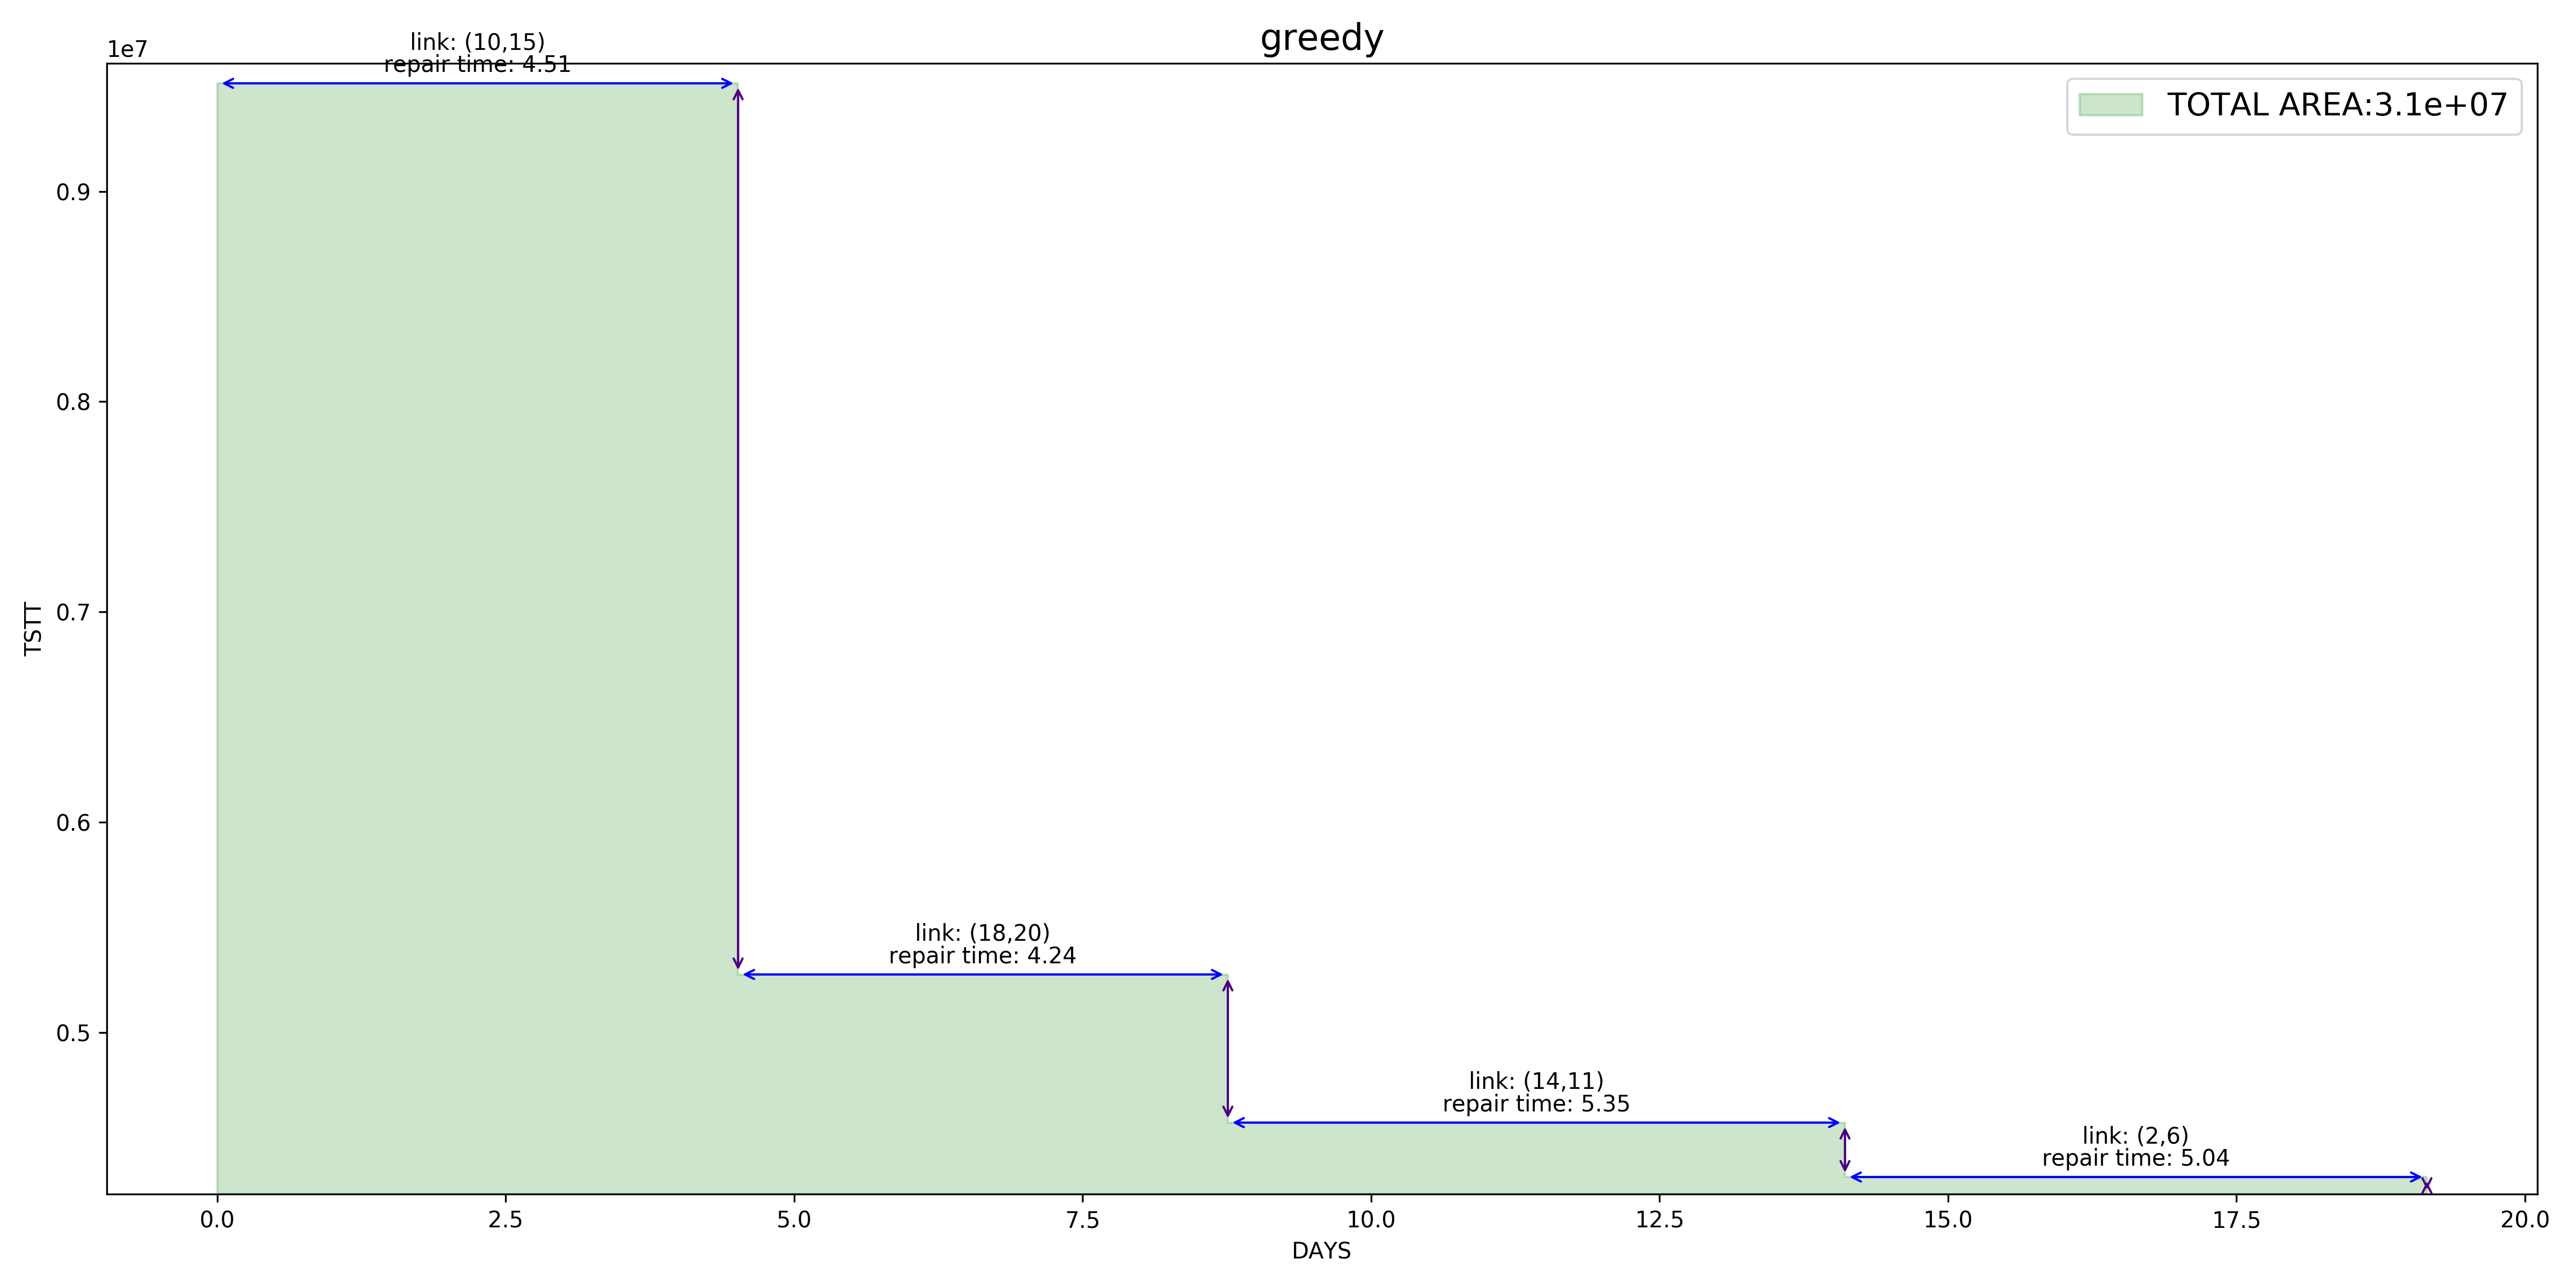 greedy
1e7
link: (10,15)
repair time: 4.51
TOTAL AREA:3.1e+07
0.9
0.8
0.7
0.6
0.5
TSTT
link: (18,20)
repair time: 4.24
link: (14,11)
repair time: 5.35
link: (2,6)
repair time: 5.04
0.0 2.5 5.0 7.5 10.0 12.5 15.0 17.5 20.0
DAYS